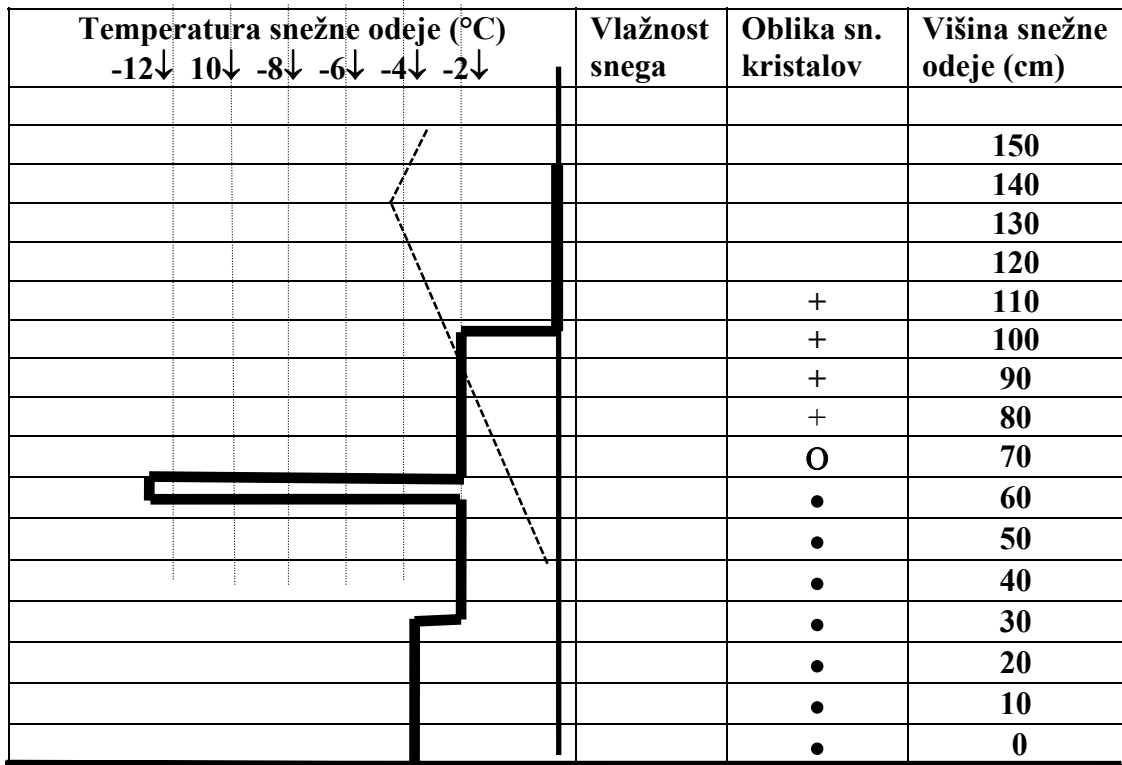 Temperatura snežne odeje (°C)
-12↓ 10↓ -8↓ -6↓ -4↓ -2↓
Vlažnost
snega
Oblika sn.
kristalov
Višina snežne
odeje (cm)
150
140
130
120
+ 110
+ 100
+ 90
+ 80
O 70
• 60
• 50
• 40
• 30
• 20
• 10
• 0